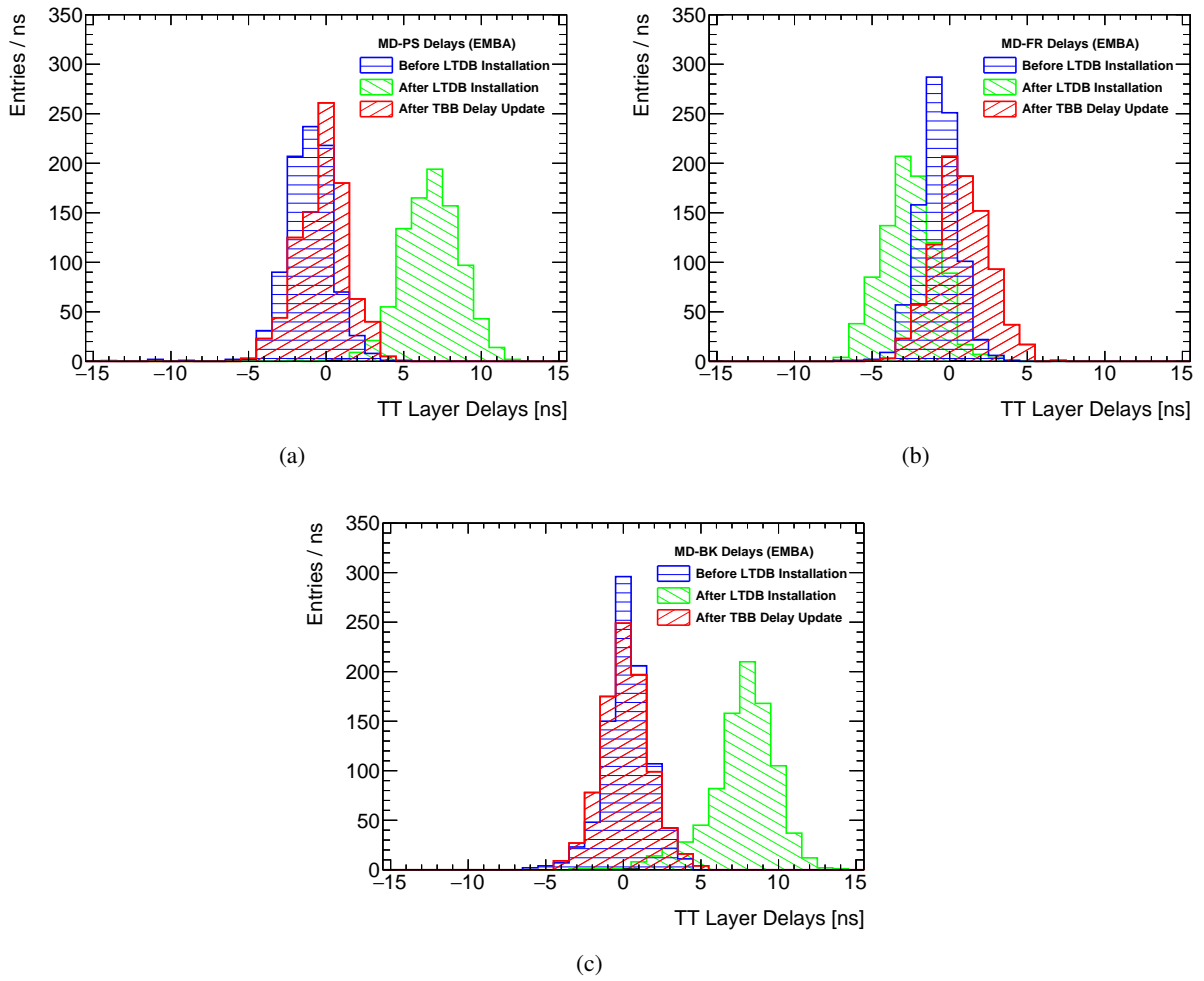 Entries / ns
350
300
250
200
150
100
50
0
MD-PS Delays (EMBA)
Before LTDB Installation
After LTDB Installation
After TBB Delay Update
−15 −10 −5 0 5 10 15
TT Layer Delays [ns]
(a)
Entries / ns
350
300
250
200
150
100
50
0
MD-FR Delays (EMBA)
Before LTDB Installation
After LTDB Installation
After TBB Delay Update
−15 −10 −5 0 5 10 15
TT Layer Delays [ns]
(b)
Entries / ns
350
300
250
200
150
100
50
0
MD-BK Delays (EMBA)
Before LTDB Installation
After LTDB Installation
After TBB Delay Update
−15 −10 −5 0 5 10 15
TT Layer Delays [ns]
(c)